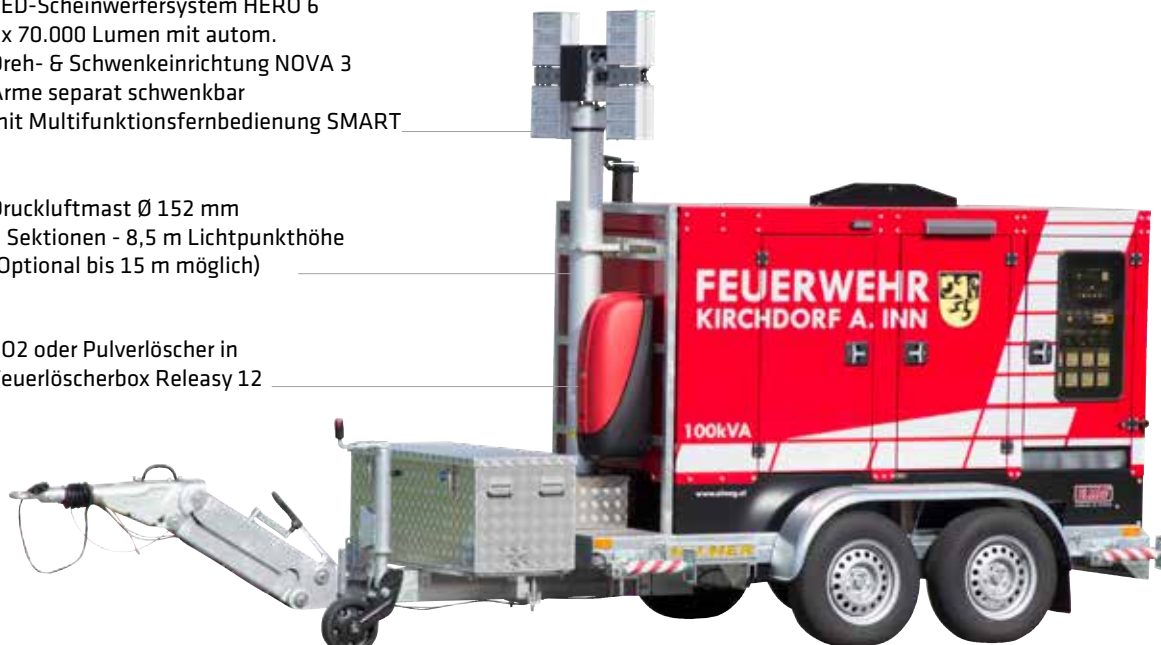 ED-Scheinwerfersystem HERO 6
x 70.000 Lumen mit autom.
Dreh- & Schwenkeinrichtung NOVA 3
Arme separat schwenkbar
mit Multifunktionsfernbedienung SMART
Druckluftmast Ø 152 mm
Sektionen - 8,5 m Lichtpunkthöhe
Optional bis 15 m möglich)
O2 oder Pulverlöscher in
Feuerlöscherbox Releasy 12
FEUERWEHR
KIRCHDORF A. INN
100kVA